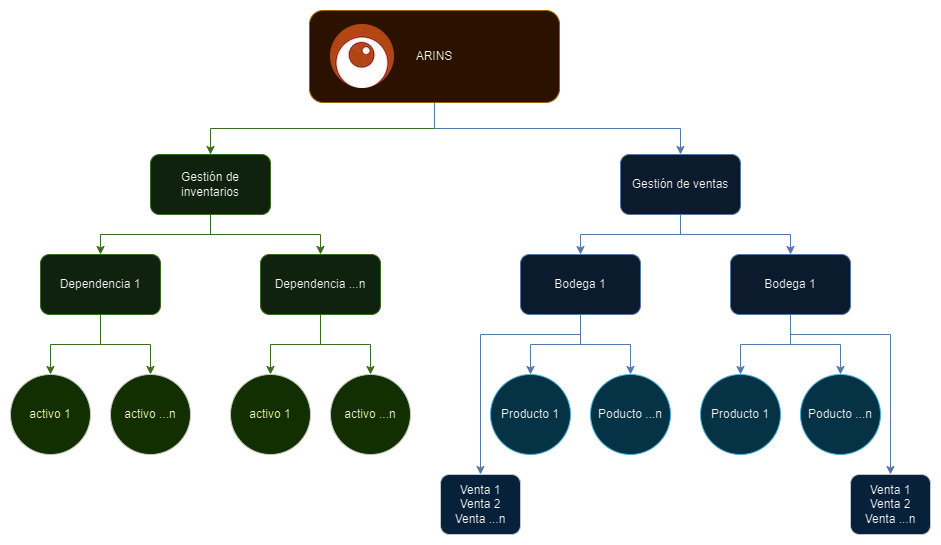 ARINS
Gestión de
inventarios
Gestión de ventas
Dependencia 1
Dependencia ...n
Bodega 1
Bodega 1
activo 1
activo ...n
activo 1
activo ...n
Producto 1
Poducto ...n
Producto 1
Poducto ...n
Venta 1
Venta 2
Venta ...n
Venta 1
Venta 2
Venta ...n